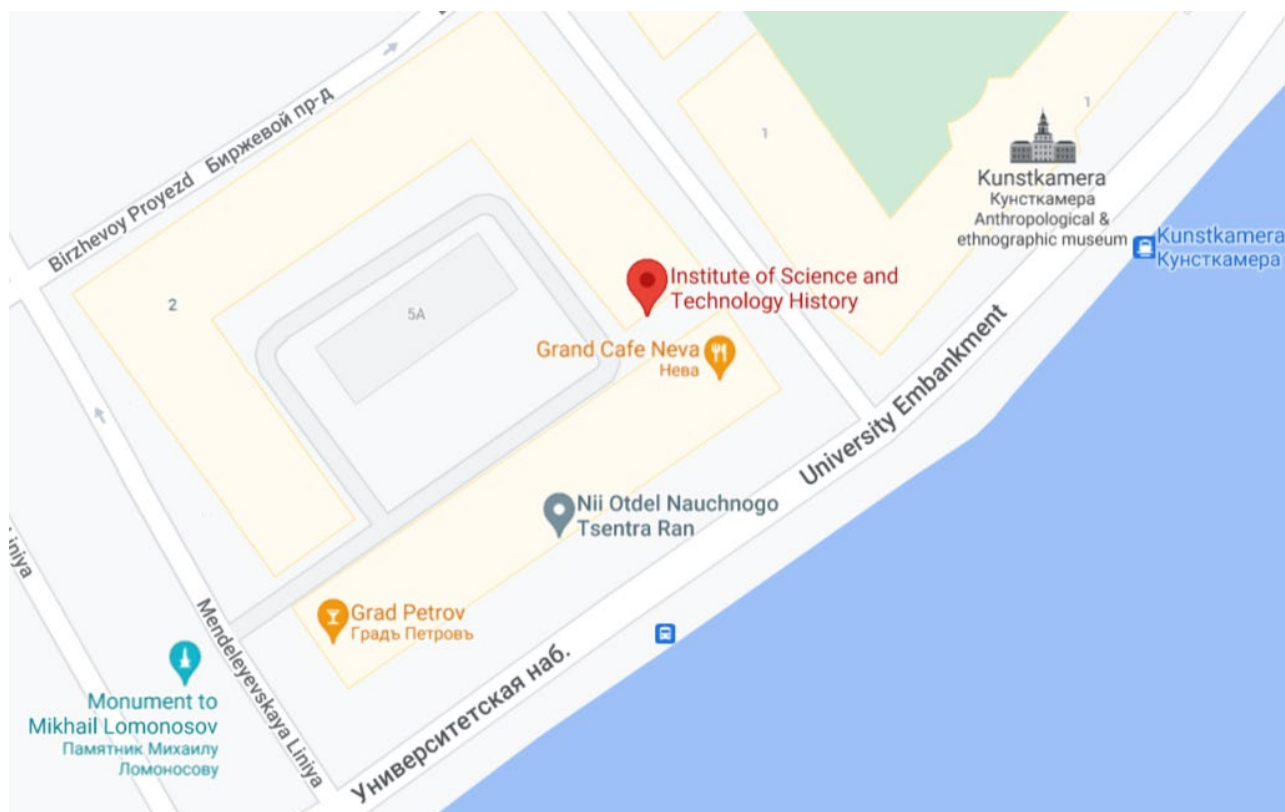 Birzhevoy Proyezd Биржевой пр-д
1
1
Kunstkamera
Кунсткамера
Anthropological &
ethnographic museum
Kunstkamera
Кунсткамера
Institute of Science and
Technology History
2
5A
Grand Cafe Neva
Нева
University Embankment
Nii Otdel Nauchnogo
Tsentra Ran
Grad Petrov
Градъ Петровъ
Mendeleyevskaya Liniya
Monument to
Mikhail Lomonosov
Памятник Михаилу
Ломоносову
Университетская наб.